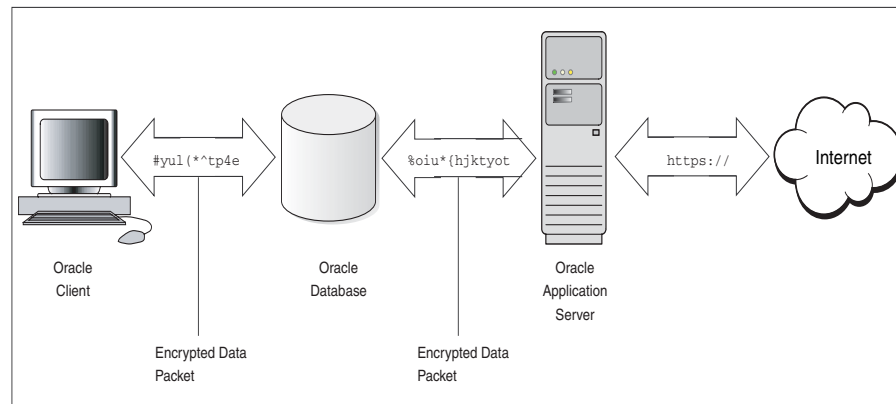 #yul(*^tp4e
%oiu*{hjktyot
https://
Internet
Oracle
Client
Oracle
Database
Oracle
Application
Server
Encrypted Data
Packet
Encrypted Data
Packet